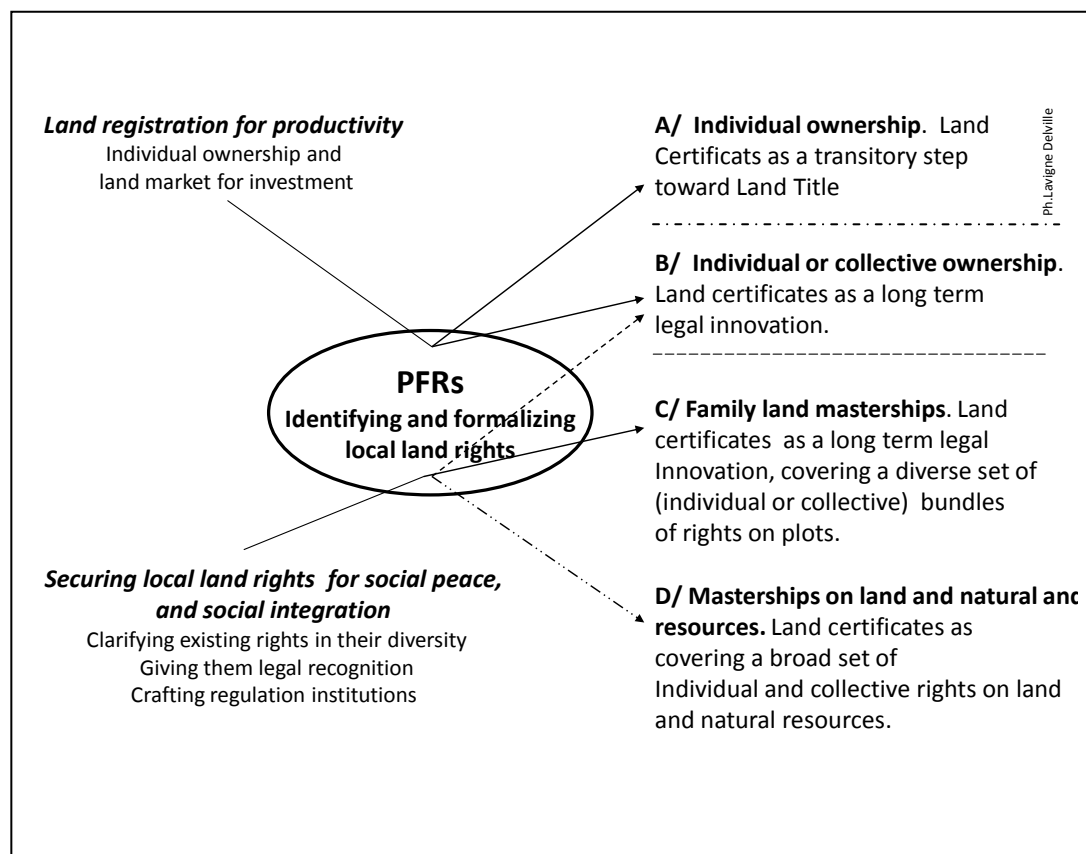 Land registration for productivity
Individual ownership and
land market for investment
PFRs
Identifying and formalizing
local land rights
Securing local land rights for social peace,
and social integration
Clarifying existing rights in their diversity
Giving them legal recognition
Crafting regulation institutions
A/ Individual ownership. Land
Certificats as a transitory step
toward Land Title
B/ Individual or collective ownership.
Land certificates as a long term
legal innovation.
C/ Family land masterships. Land
certificates as a long term legal
Innovation, covering a diverse set of
(individual or collective) bundles
of rights on plots.
D/ Masterships on land and natural and
resources. Land certificates as
covering a broad set of
Individual and collective rights on land
and natural resources.
Ph.Lavigne Delville